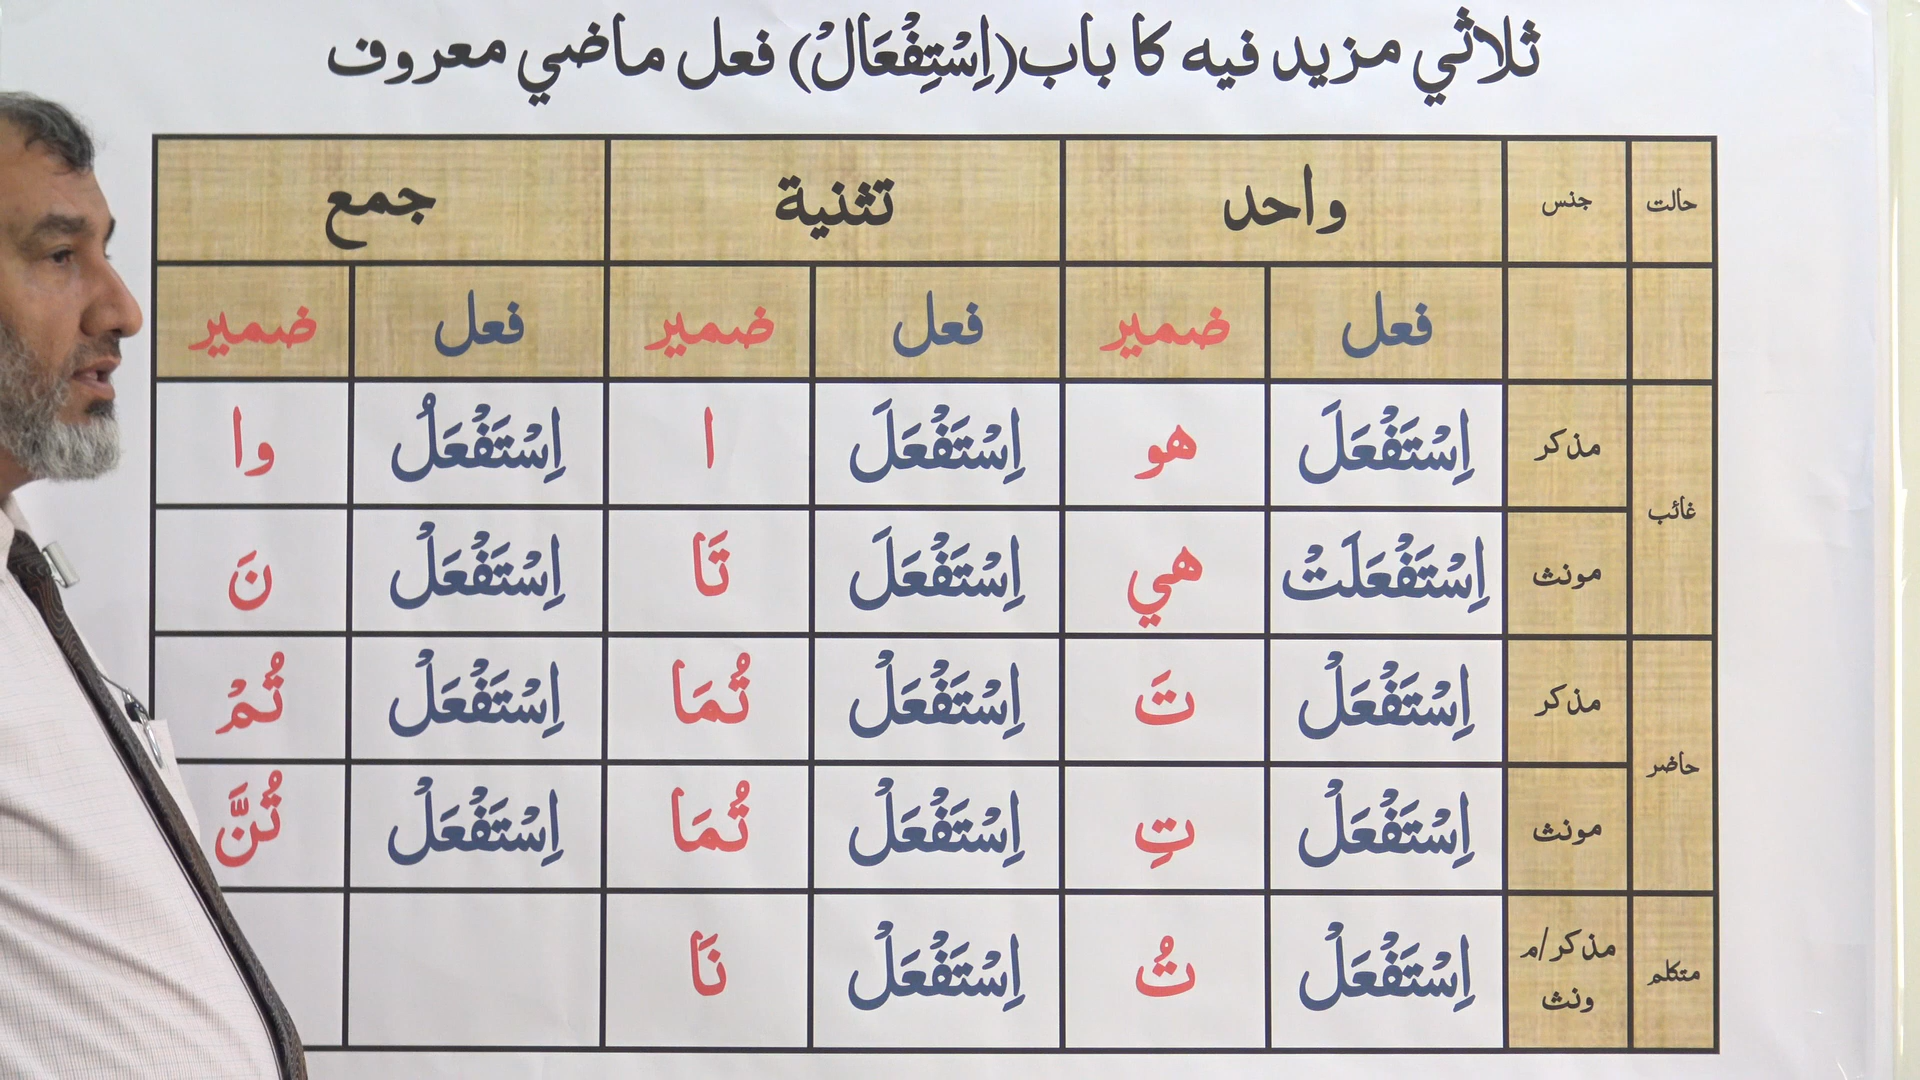 ثلاثي مزيد فيه كا باب(اِسْتِفْعَالْ) فعل ماضي معروف
حالت جنس واحد تثنية جمع
فعل ضمير فعل ضمير فعل ضمير
غائب مذكر اِسْتَفْعَلَ هو اِسْتَفْعَلَ ا اِسْتَفْعَلُ وا
مونث اِسْتَفْعَلَتْ هي اِسْتَفْعَلَ تَا اِسْتَفْعَلْ نَ
حاضر مذكر اِسْتَفْعَلْ تَ اِسْتَفْعَلْ تُمَا اِسْتَفْعَلْ تُمْ
مونث اِسْتَفْعَلْ تِ اِسْتَفْعَلْ تُمَا اِسْتَفْعَلْ تُنَّ
متكلم مذكر/م اِسْتَفْعَلْ تُ اِسْتَفْعَلْ نَا
ونث